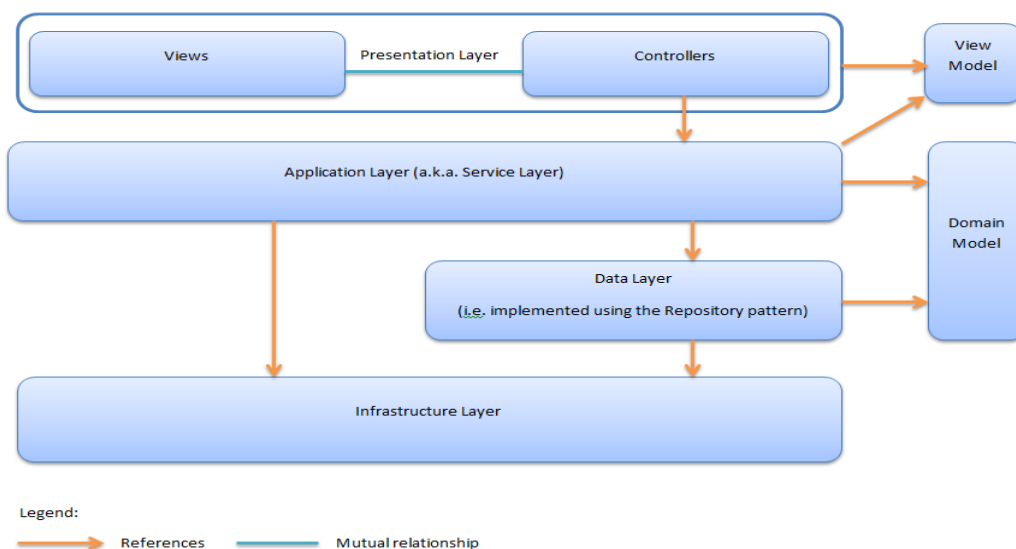 Views
Presentation Layer
Controllers
View
Model
Application Layer (a.k.a. Service Layer)
Domain
Model
Data Layer
(i.e. implemented using the Repository pattern)
Infrastructure Layer
Legend:
References
Mutual relationship